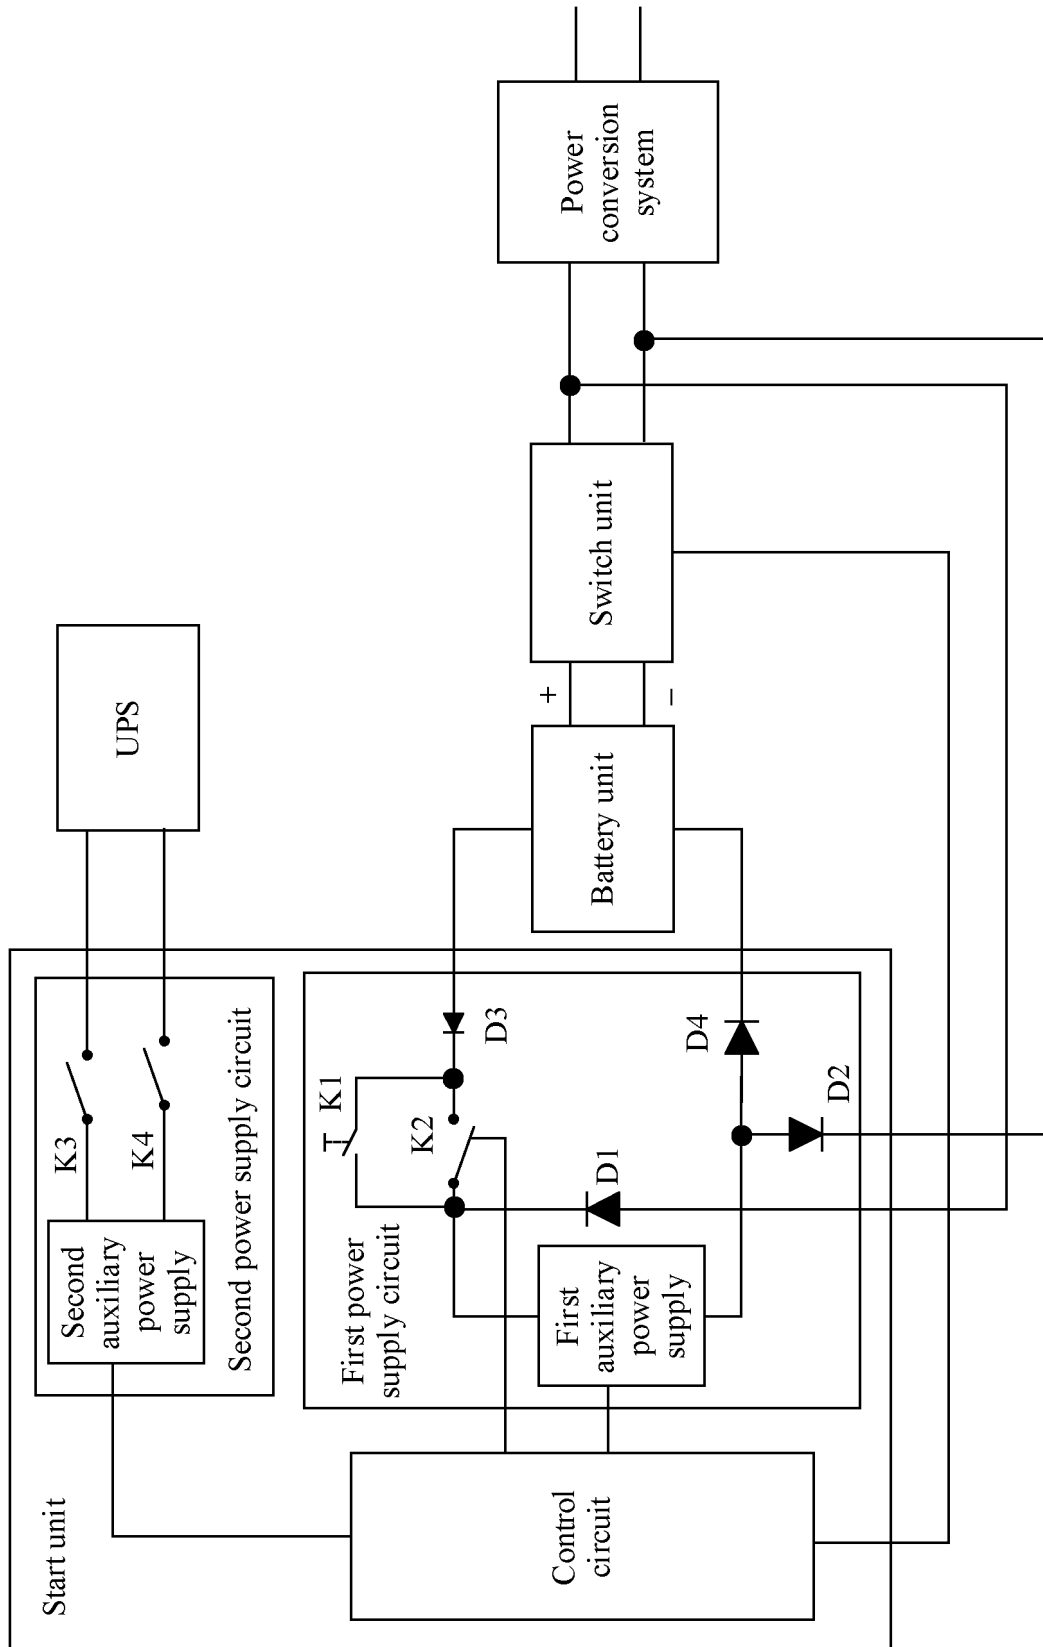 Start unit
Second
auxiliary
power
supply
K3
K4
Second power supply circuit
UPS
First power
supply circuit
K1
K2
D3
D1
D4
D2
First
auxiliary
power
supply
Control
circuit
Battery unit
+
−
Switch unit
Power
conversion
system